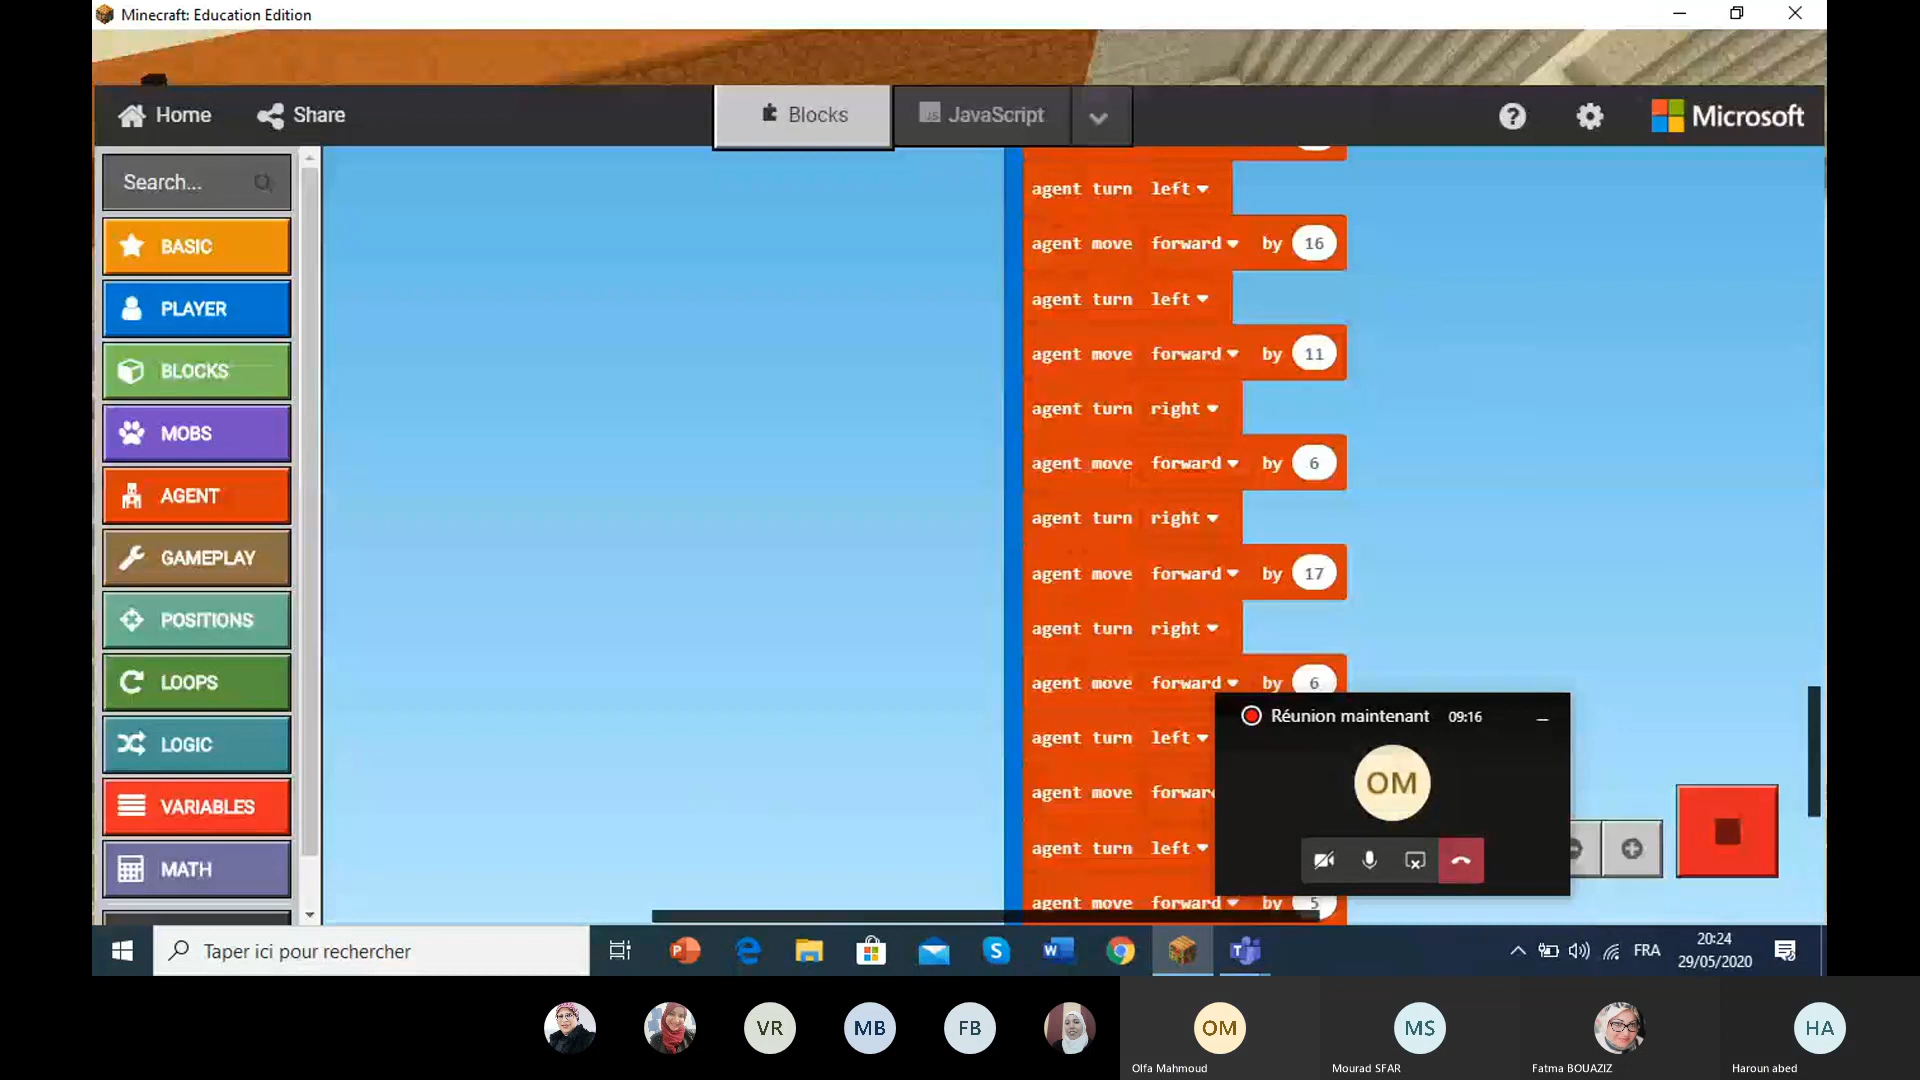 Minecraft: Education Edition
Home
Share
Blocks
JavaScript
Microsoft
Search...
BASIC
PLAYER
BLOCKS
MOBS
AGENT
GAMEPLAY
POSITIONS
LOOPS
LOGIC
VARIABLES
MATH
agent turn left
agent move forward by 16
agent turn left
agent move forward by 11
agent turn right
agent move forward by 6
agent turn right
agent move forward by 17
agent turn right
agent move forward by 6
agent turn left
agent move
agent turn left
agent move forward by 5
Réunion maintenant 09:16
OM
Taper ici pour rechercher
FRA
20:24
29/05/2020
VR
MB
FB
OM
MS
HA
Olfa Mahmoud
Mourad SFAR
Fatma BOUAZIZ
Haroun abed